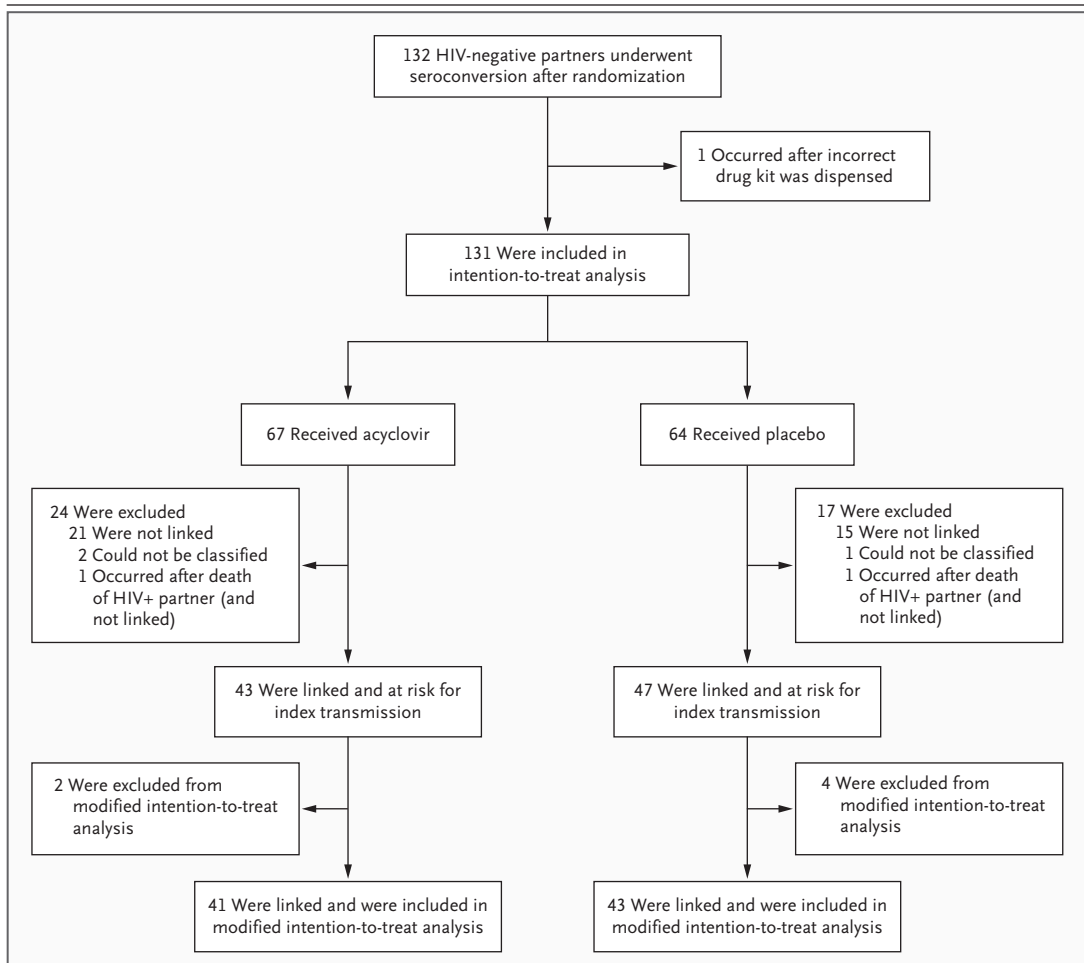 132 HIV-negative partners underwent
seroconversion after randomization
1 Occurred after incorrect
drug kit was dispensed
131 Were included in
intention-to-treat analysis
67 Received acyclovir
64 Received placebo
24 Were excluded
21 Were not linked
2 Could not be classified
1 Occurred after death
of HIV+ partner (and
not linked)
17 Were excluded
15 Were not linked
1 Could not be classified
1 Occurred after death
of HIV+ partner (and
not linked)
43 Were linked and at risk for
index transmission
47 Were linked and at risk for
index transmission
2 Were excluded from
modified intention-to-treat
analysis
4 Were excluded from
modified intention-to-treat
analysis
41 Were linked and were included in
modified intention-to-treat analysis
43 Were linked and were included in
modified intention-to-treat analysis